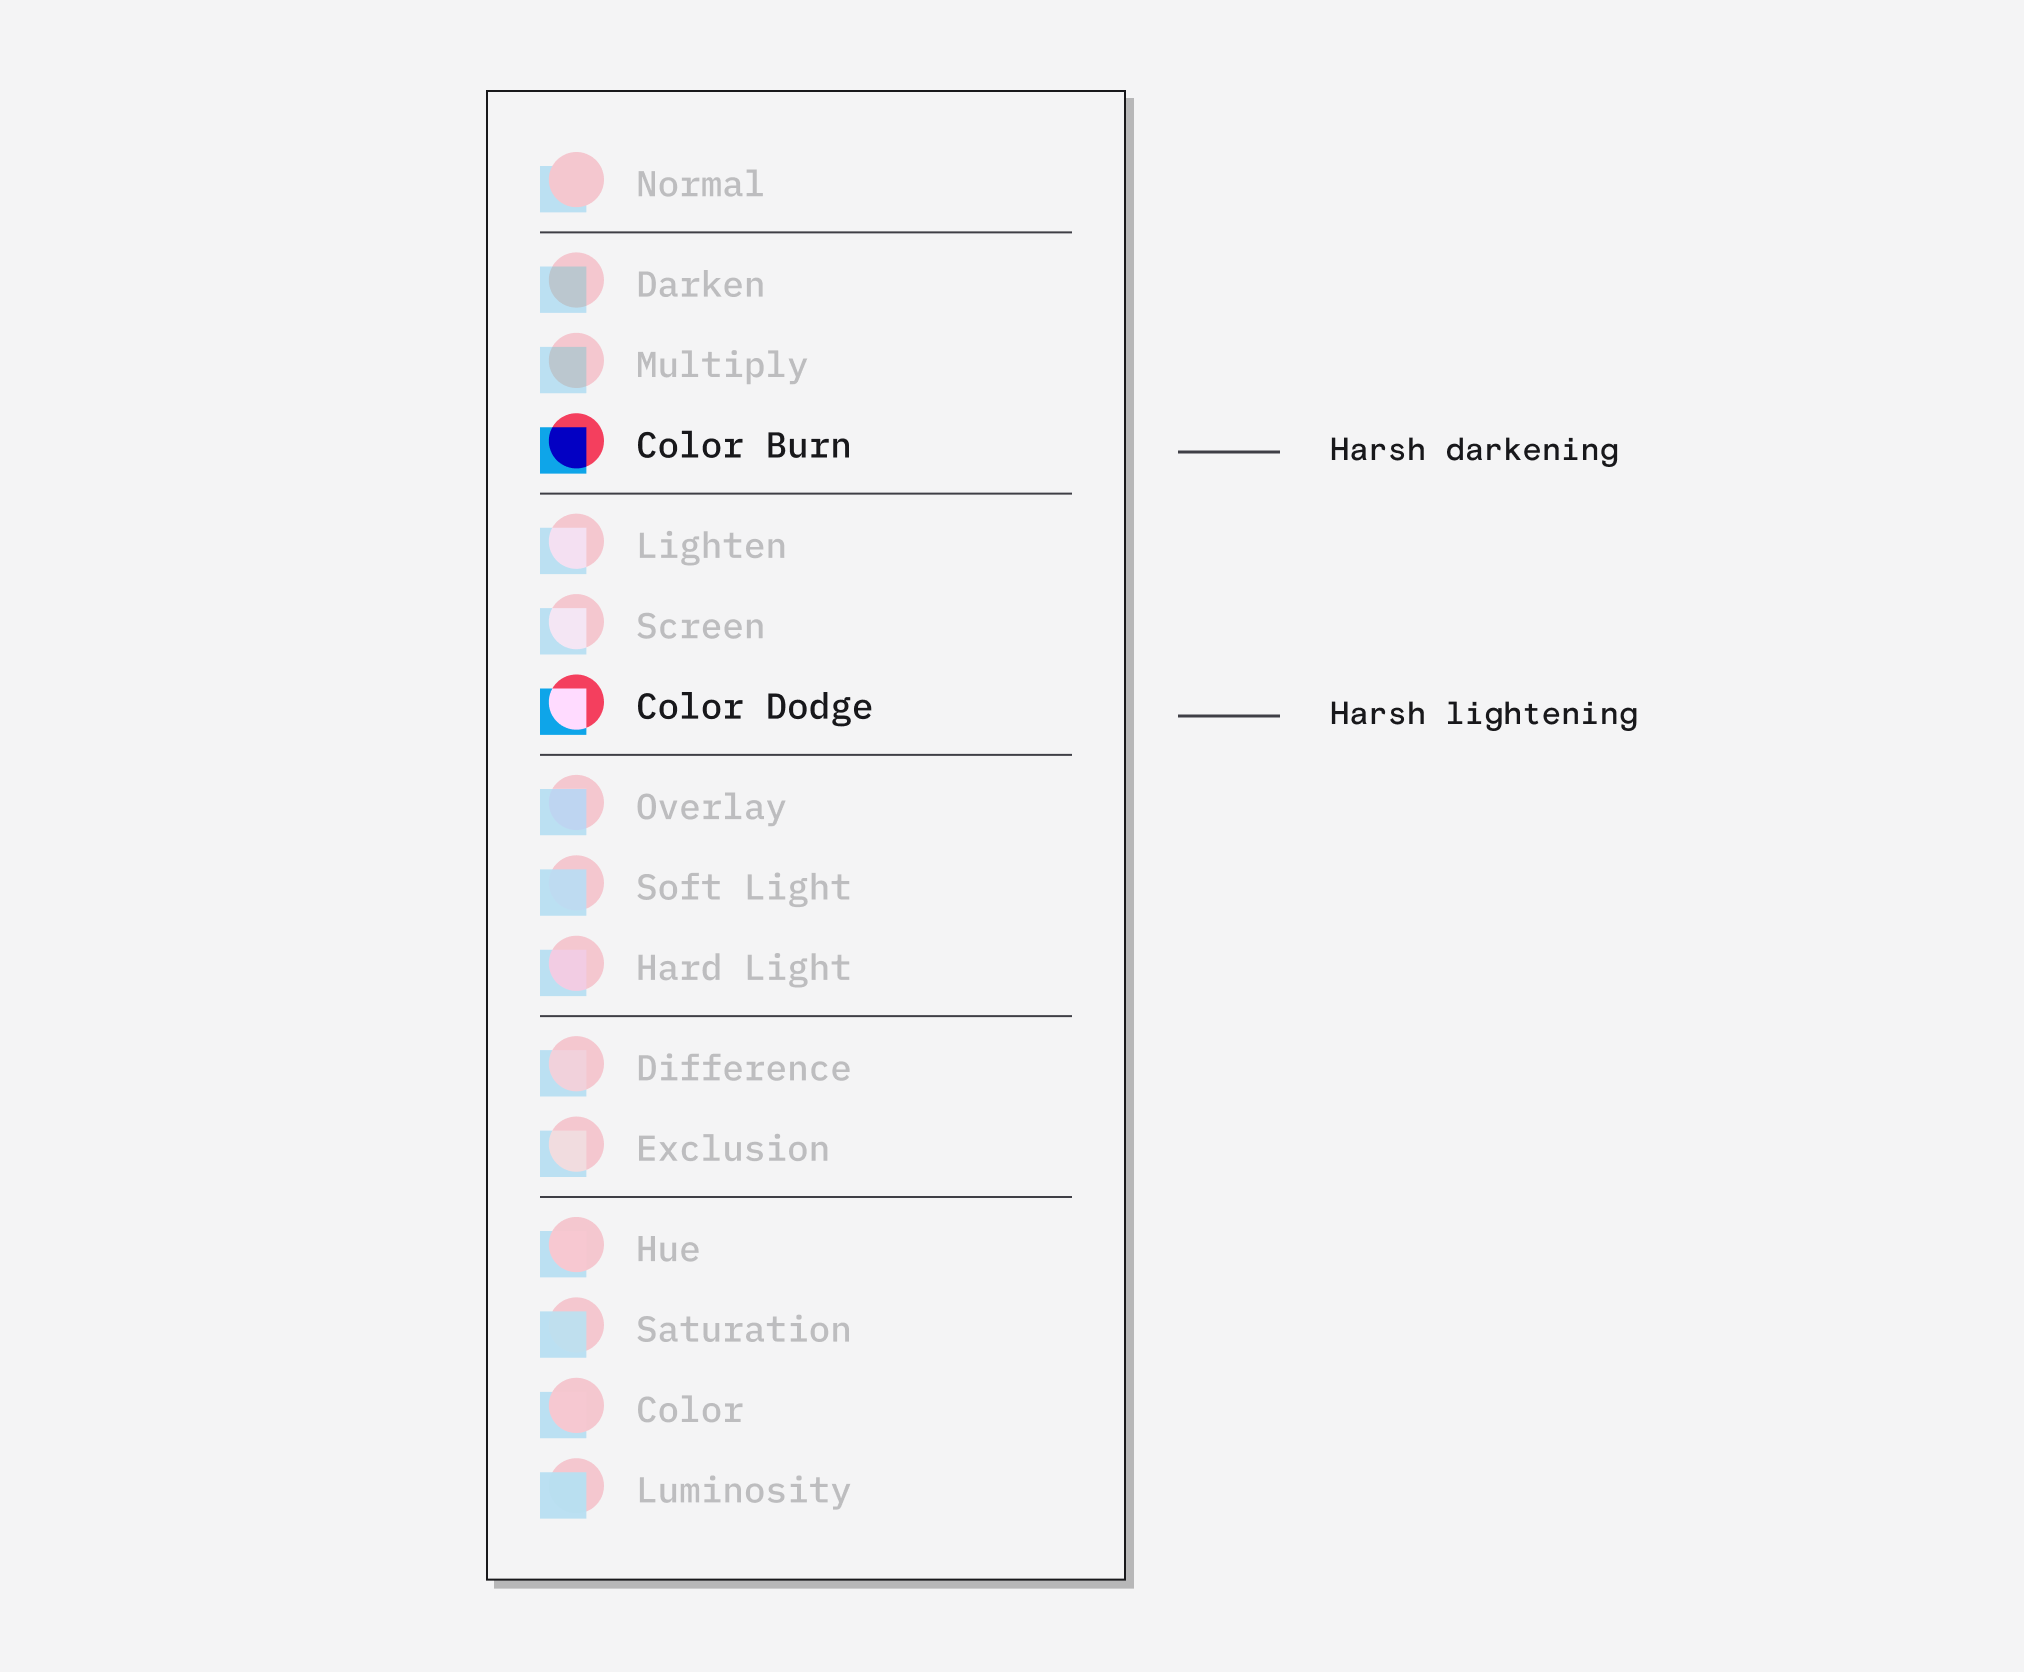 Normal
Darken
Multiply
Color Burn
Harsh darkening
Lighten
Screen
Color Dodge
Harsh lightening
Overlay
Soft Light
Hard Light
Difference
Exclusion
Hue
Saturation
Color
Luminosity